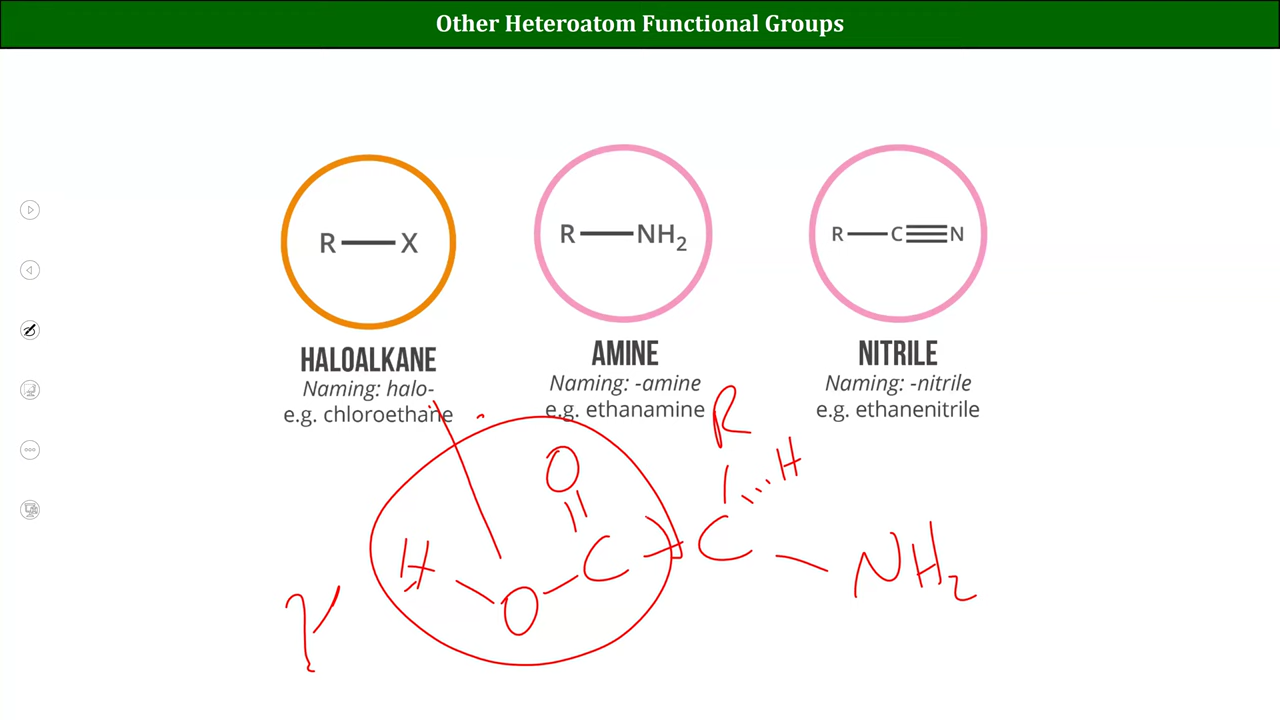 Other Heteroatom Functional Groups
R — X
R — NH₂
R — C ≡ N
HALOALKANE
AMINE
NITRILE
Naming: halo-
Naming: -amine
Naming: -nitrile
e.g. chloroethane
e.g. ethanamine
e.g. ethanenitrile
R
O
H
H
C
C
NH₂
O